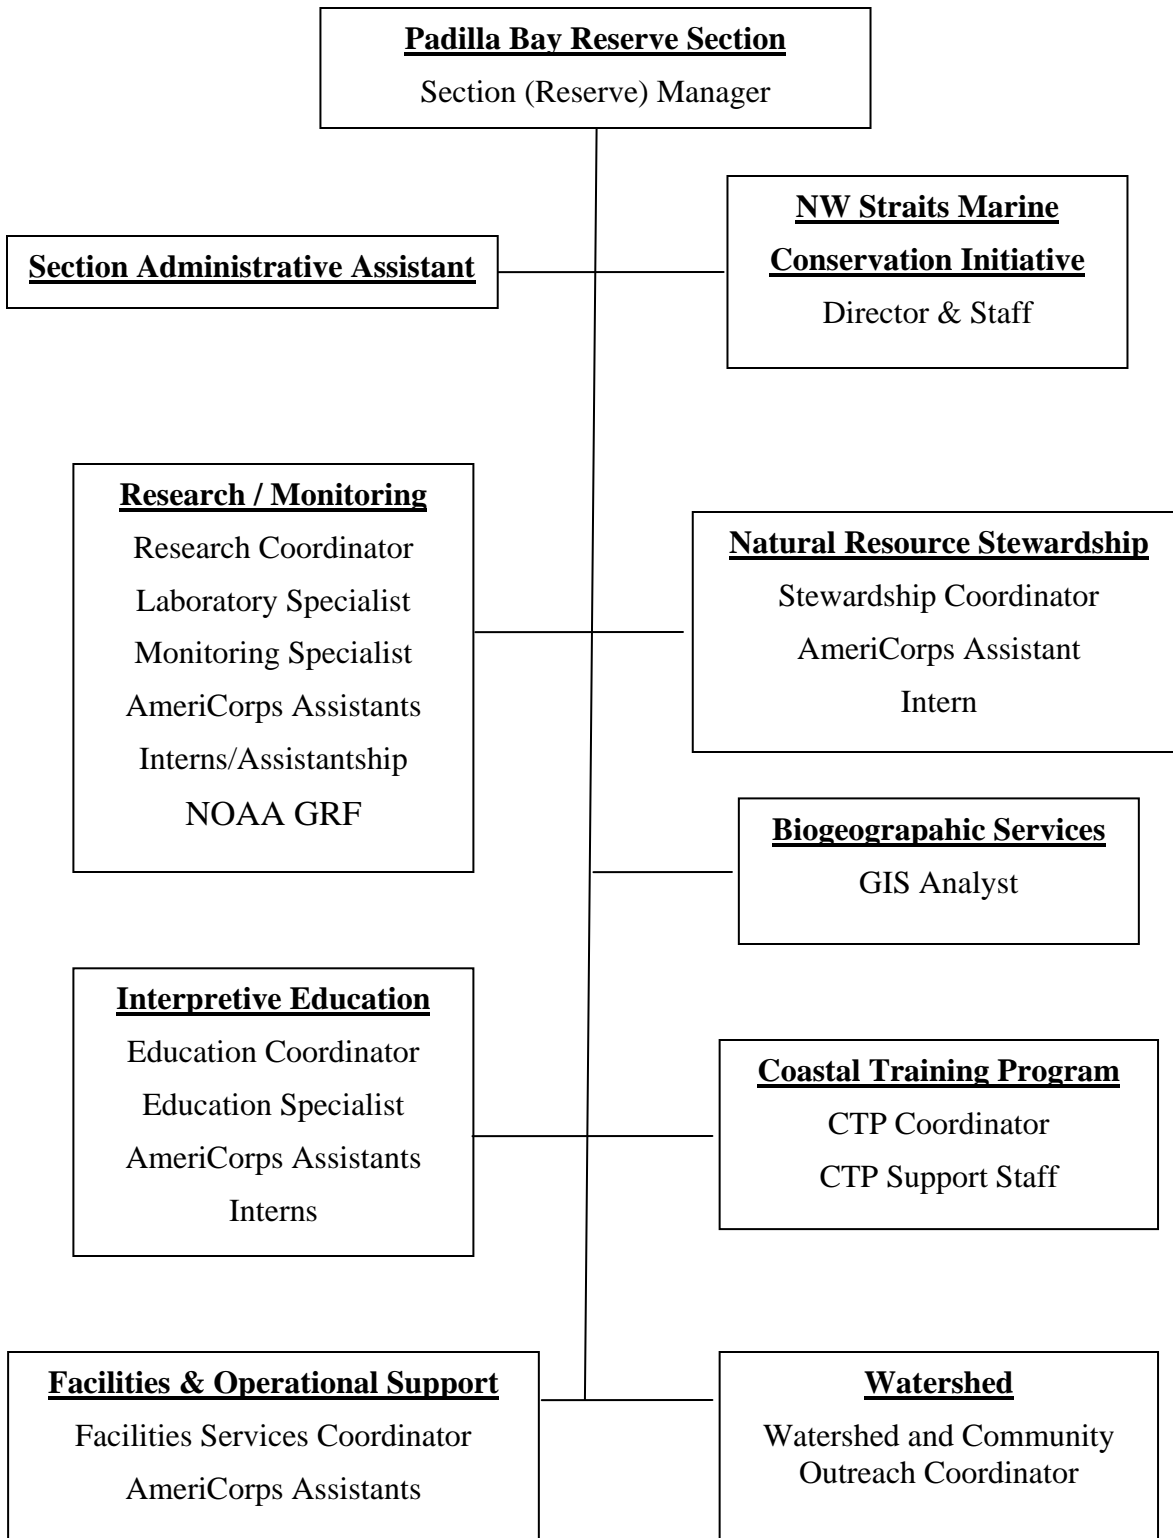 Padilla Bay Reserve Section
Section (Reserve) Manager
Section Administrative Assistant
NW Straits Marine
Conservation Initiative
Director & Staff
Research / Monitoring
Research Coordinator
Laboratory Specialist
Monitoring Specialist
AmeriCorps Assistants
Interns/Assistantship
NOAA GRF
Natural Resource Stewardship
Stewardship Coordinator
AmeriCorps Assistant
Intern
Biogeograpahic Services
GIS Analyst
Interpretive Education
Education Coordinator
Education Specialist
AmeriCorps Assistants
Interns
Coastal Training Program
CTP Coordinator
CTP Support Staff
Facilities & Operational Support
Facilities Services Coordinator
AmeriCorps Assistants
Watershed
Watershed and Community
Outreach Coordinator